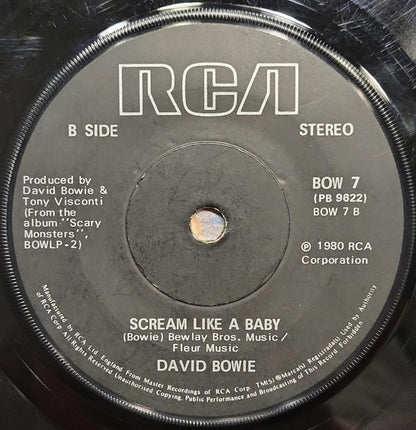 RCA
B SIDE
STEREO
Produced by
David Bowie &
Tony Visconti
(From the
album "Scary
Monsters",
BOWLP-2)
BOW 7
(PB 9622)
BOW 7 B
℗ 1980 RCA
Corporation
SCREAM LIKE A BABY
(Bowie) Bewlay Bros. Music/
Fleur Music
DAVID BOWIE
Manufactured by RCA Ltd. England From Master Recordings of RCA Corp. TM(S) ® Marca(s) Registrada(s) Used by Authority
of RCA Corp. All Rights Reserved Unauthorised Copying, Public Performance and Broadcasting of This Record Forbidden